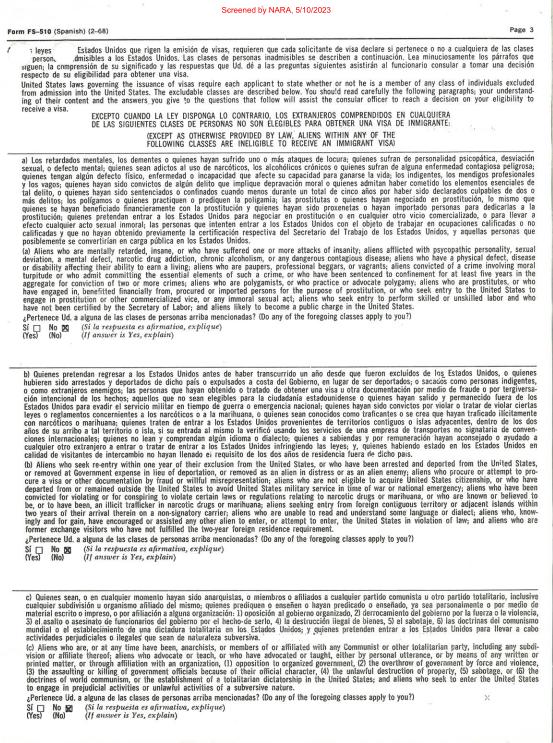 Screened by NARA, 5/10/2023
Form FS-510 (Spanish) (2-68)
Page 3
leyes Estados Unidos que rigen la emisión de visas, requieren que cada solicitante de visa declare si pertenece o no a cualquiera de las clases
person, dmisibles a los Estados Unidos. Las clases de personas inadmisibles se describen a continuación. Lea minuciosamente los párrafos que
siguen; la comprensión de su significado y las respuestas que Ud. dé a las preguntas siguientes asistirán al funcionario consular a tomar una decisión
respecto de su eligibilidad para obtener una visa.
United States laws governing the issuance of visas require each applicant to state whether or not he is a member of any class of individuals excluded
from admission into the United States. The excludable classes are described below. You should read carefully the following paragraphs; your understand-
ing of their content and the answers you give to the questions that follow will assist the consular officer to reach a decision on your eligibility to
receive a visa.
EXCEPTO CUANDO LA LEY DISPONGA LO CONTRARIO, LOS EXTRANJEROS COMPRENDIDOS EN CUALQUIERA
DE LAS SIGUIENTES CLASES DE PERSONAS NO SON ELEGIBLES PARA OBTENER UNA VISA DE INMIGRANTE:
(EXCEPT AS OTHERWISE PROVIDED BY LAW, ALIENS WITHIN ANY OF THE
FOLLOWING CLASSES ARE INELIGIBLE TO RECEIVE AN IMMIGRANT VISA)
a) Los retardados mentales, los dementes o quienes hayan sufrido uno o más ataques de locura; quienes sufran de personalidad psicopática, desviación
sexual, o defecto mental; quienes sean adictos al uso de narcóticos, los alcohólicos crónicos o quienes sufran de alguna enfermedad contagiosa peligrosa;
quienes tengan algún defecto físico, enfermedad o incapacidad que afecte su capacidad para ganarse la vida; los indigentes, los mendigos profesionales
y los vagos; quienes hayan sido convictos de algún delito que implique depravación moral o quienes admitan haber cometido los elementos esenciales de
tal delito, o quienes hayan sido sentenciados o confinados cuando menos durante un total de cinco años por haber sido declarados culpables de dos o
más delitos; los polígamos o quienes practiquen o prediquen la poligamia; las prostitutas o quienes hayan negociado en prostitución, lo mismo que
quienes se hayan beneficiado financieramente con la prostitución y quienes hayan sido proxenetas o hayan importado personas para dedicarlas a la
prostitución; quienes pretendan entrar a los Estados Unidos para negociar en prostitución o en cualquier otro vicio comercializado, o para llevar a
efecto cualquier acto sexual inmoral; las personas que intenten entrar a los Estados Unidos con el objeto de trabajar en ocupaciones calificadas o no
calificadas y que no hayan obtenido previamente la certificación respectiva del Secretario del Trabajo de los Estados Unidos, y aquellas personas que
posiblemente se convertirían en carga pública en los Estados Unidos.
(a) Aliens who are mentally retarded, insane, or who have suffered one or more attacks of insanity; aliens afflicted with psycopathic personality, sexual
deviation, a mental defect, narcotic drug addiction, chronic alcoholism, or any dangerous contagious disease; aliens who have a physical defect, disease
or disability affecting their ability to earn a living; aliens who are paupers, professional beggars, or vagrants; aliens convicted of a crime involving moral
turpitude or who admit committing the essential elements of such a crime, or who have been sentenced to confinement for at least five years in the
aggregate for conviction of two or more crimes; aliens who are polygamists, or who practice or advocate polygamy; aliens who are prostitutes, or who
have engaged in, benefited financially from, procured or imported persons for the purpose of prostitution, or who seek entry to the United States to
engage in prostitution or other commercialized vice, or any immoral sexual act; aliens who seek entry to perform skilled or unskilled labor and who
have not been certified by the Secretary of Labor; and aliens likely to become a public charge in the United States.
¿Pertenece Ud. a alguna de las clases de personas arriba mencionadas? (Do any of the foregoing classes apply to you?)
Sí ☐ No ☒ (Si la respuesta es afirmativa, explique)
(Yes) (No) (If answer is Yes, explain)
b) Quienes pretendan regresar a los Estados Unidos antes de haber transcurrido un año desde que fueron excluídos de los Estados Unidos, o quienes
hubieren sido arrestados y deportados de dicho país o expulsados a costa del Gobierno, en lugar de ser deportados; o sacados como personas indigentes,
o como extranjeros enemigos; las personas que hayan obtenido o tratado de obtener una visa u otra documentación por medio de fraude o por tergiversa-
ción intencional de los hechos; aquellos que no sean eligibles para la ciudadanía estadounidense o quienes hayan salido y permanecido fuera de los
Estados Unidos para evadir el servicio militar en tiempo de guerra o emergencia nacional; quienes hayan sido convictos por violar o tratar de violar ciertas
leyes o reglamentos concernientes a los narcóticos o a la marihuana, o quienes sean conocidos como traficantes o se crea que hayan traficado ilícitamente
con narcóticos o marihuana; quienes traten de entrar a los Estados Unidos provenientes de territorios contiguos o islas adyacentes, dentro de los dos
años de su arribo a tal territorio o isla, si su entrada al mismo la verificó usando los servicios de una empresa de transportes no signataria de conven-
ciones internacionales; quienes no lean y comprendan algún idioma o dialecto; quienes a sabiendas y por remuneración hayan aconsejado o ayudado a
cualquier otro extranjero a entrar o tratar de entrar a los Estados Unidos infringiendo las leyes; y quienes habiendo estado en los Estados Unidos en
calidad de visitantes de intercambio no hayan llenado el requisito de los dos años de residencia fuera de dicho país.
(b) Aliens who seek re-entry within one year of their exclusion from the United States, or who have been arrested and deported from the United States,
or removed at Government expense in lieu of deportation, or removed as an alien in distress or as an alien enemy; aliens who procure or attempt to pro-
cure a visa or other documentation by fraud or willful misrepresentation; aliens who are not eligible to acquire United States citizenship, or who have
departed from or remained outside the United States to avoid United States military service in time of war or national emergency; aliens who have been
convicted for violating or for conspiring to violate certain laws or regulations relating to narcotic drugs or marihuana, or who are known or believed to
be, or to have been, an illicit trafficker in narcotic drugs or marihuana; aliens seeking entry from foreign contiguous territory or adjacent islands within
two years of their arrival therein on a non-signatory carrier; aliens who are unable to read and understand some language or dialect; aliens who, know-
ingly and for gain, have encouraged or assisted any other alien to enter, or attempt to enter, the United States in violation of law; and aliens who are
former exchange visitors who have not fulfilled the two-year foreign residence requirement.
¿Pertenece Ud. a alguna de las clases de personas arriba mencionadas? (Do any of the foregoing classes apply to you?)
Sí ☐ No ☒ (Si la respuesta es afirmativa, explique)
(Yes) (No) (If answer is Yes, explain)
c) Quienes sean, o en cualquier momento hayan sido anarquistas, o miembros o afiliados a cualquier partido comunista u otro partido totalitario, inclusive
cualquier subdivisión u organismo afiliado del mismo; quienes prediquen o enseñen o hayan predicado o enseñado, ya sea personalmente o por medio de
material escrito o impreso, o por afiliación a alguna organización: 1) oposición al gobierno organizado, 2) derrocamiento del gobierno por la fuerza o la violencia,
3) el asalto o asesinato de funcionarios del gobierno por el hecho de serlo, 4) la destrucción ilegal de bienes, 5) el sabotaje, 6) las doctrinas del comunismo
mundial o el establecimiento de una dictadura totalitaria en los Estados Unidos; y quienes pretendan entrar a los Estados Unidos para llevar a cabo
actividades perjudiciales o ilegales que sean de naturaleza subversiva.
(c) Aliens who are, or at any time have been, anarchists, or members of or affiliated with any Communist or other totalitarian party, including any subdi-
vision or affiliate thereof; aliens who advocate or teach, or who have advocated or taught, either by personal utterance, or by means of any written or
printed matter, or through affiliation with an organization, (1) opposition to organized government, (2) the overthrow of government by force and violence,
(3) the assaulting or killing of government officials because of their official character, (4) the unlawful destruction of property, (5) sabotage, or (6) the
doctrines of world communism, or the establishment of a totalitarian dictatorship in the United States; and aliens who seek to enter the United States
to engage in prejudicial activities or unlawful activities of a subversive nature.
¿Pertenece Ud. a alguna de las clases de personas arriba mencionadas? (Do any of the foregoing classes apply to you?)
Sí ☐ No ☒ (Si la respuesta es afirmativa, explique)
(Yes) (No) (If answer is Yes, explain)